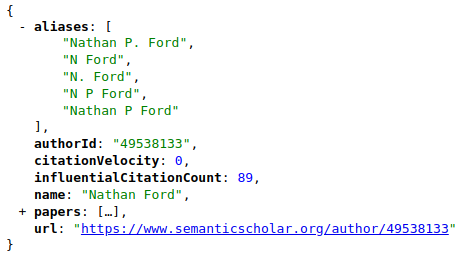 {
- aliases: [
"Nathan P. Ford",
"N Ford",
"N. Ford",
"N P Ford",
"Nathan P Ford"
],
authorId: "49538133",
citationVelocity: 0,
influentialCitationCount: 89,
name: "Nathan Ford",
+ papers: […],
url: "https://www.semanticscholar.org/author/49538133"
}